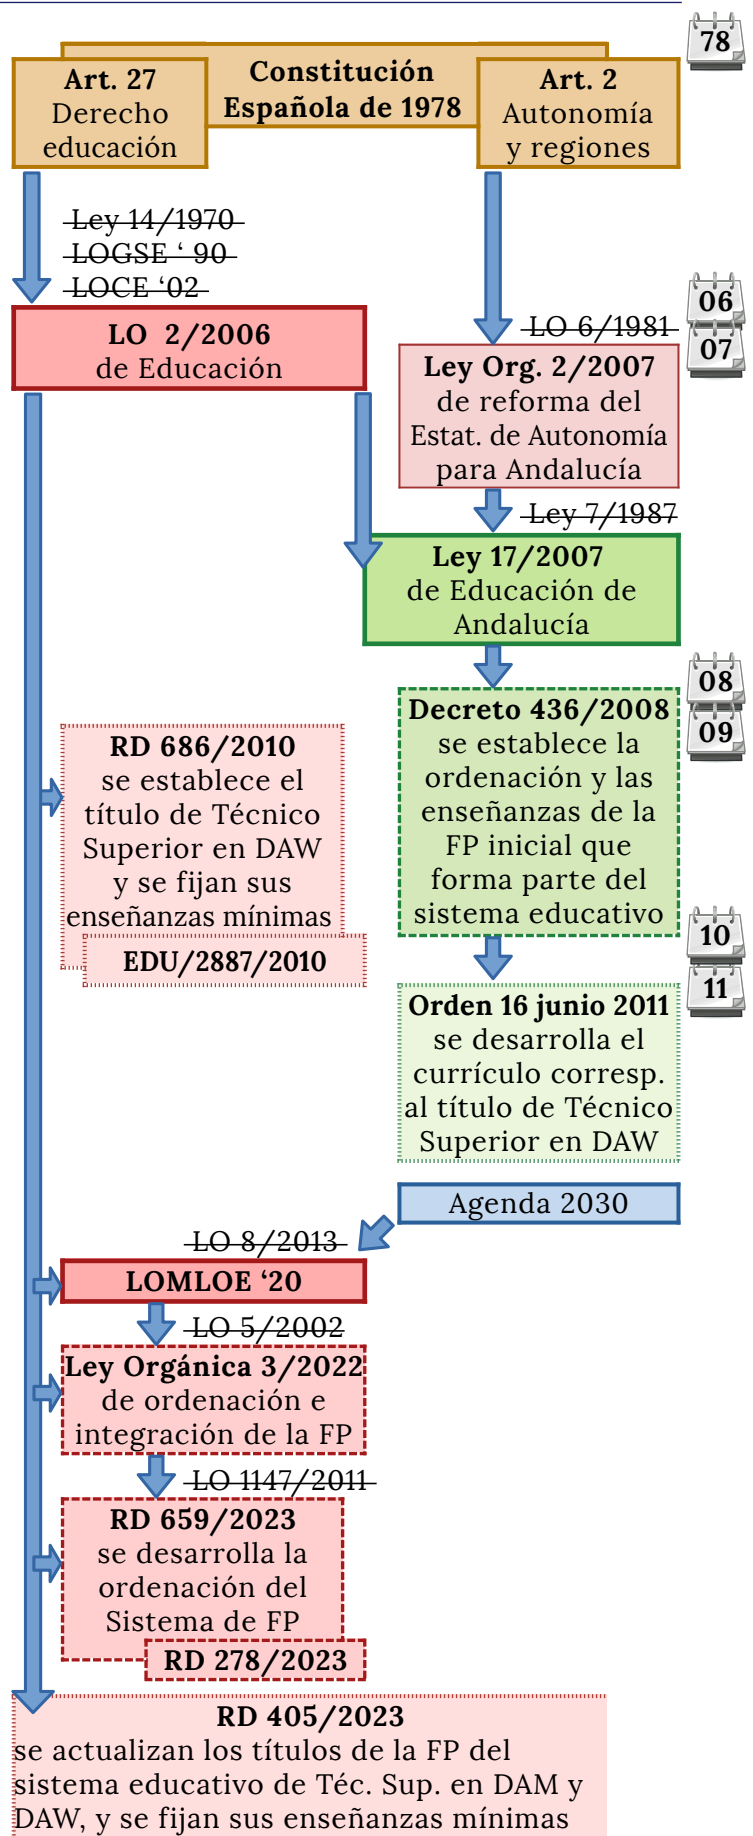 78
Constitución
Española de 1978
Art. 27
Derecho
educación
Art. 2
Autonomía
y regiones
Ley 14/1970
LOGSE ‘ 90
LOCE ‘02
06
07
LO 2/2006
de Educación
LO 6/1981
Ley Org. 2/2007
de reforma del
Estat. de Autonomía
para Andalucía
Ley 7/1987
Ley 17/2007
de Educación de
Andalucía
08
09
Decreto 436/2008
se establece la
ordenación y las
enseñanzas de la
FP inicial que
forma parte del
sistema educativo
RD 686/2010
se establece el
título de Técnico
Superior en DAW
y se fijan sus
enseñanzas mínimas
EDU/2887/2010
10
11
Orden 16 junio 2011
se desarrolla el
currículo corresp.
al título de Técnico
Superior en DAW
Agenda 2030
LO 8/2013
LOMLOE ‘20
LO 5/2002
Ley Orgánica 3/2022
de ordenación e
integración de la FP
LO 1147/2011
RD 659/2023
se desarrolla la
ordenación del
Sistema de FP
RD 278/2023
RD 405/2023
se actualizan los títulos de la FP del
sistema educativo de Téc. Sup. en DAM y
DAW, y se fijan sus enseñanzas mínimas